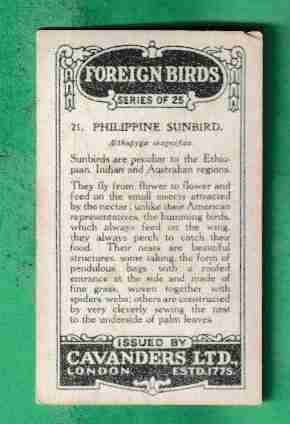 FOREIGN BIRDS
SERIES OF 25
21. PHILIPPINE SUNBIRD.
Æthopyga magnifica.
Sunbirds are peculiar to the Ethio-
pian, Indian and Australian regions.
They fly from flower to flower and
feed on the small insects attracted
by the nectar; unlike their American
representatives, the humming birds,
which always feed on the wing,
they always perch to catch their
food. Their nests are beautiful
structures, some taking the form of
pendulous bags with a roofed
entrance at the side and made of
fine grass, woven together with
spiders webs; others are constructed
by very cleverly sewing the nest
to the underside of palm leaves
ISSUED BY
CAVANDERS LTD.,
LONDON. ESTD. 1775.